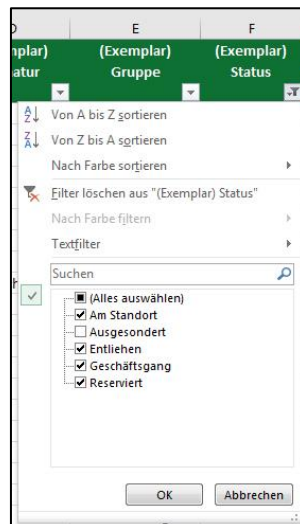 D E F
nplar) (Exemplar) (Exemplar)
atur Gruppe Status
Von A bis Z sortieren
Von Z bis A sortieren
Nach Farbe sortieren
Filter löschen aus "(Exemplar) Status"
Nach Farbe filtern
Textfilter
Suchen
(Alles auswählen)
Am Standort
Ausgesondert
Entliehen
Geschäftsgang
Reserviert
OK Abbrechen